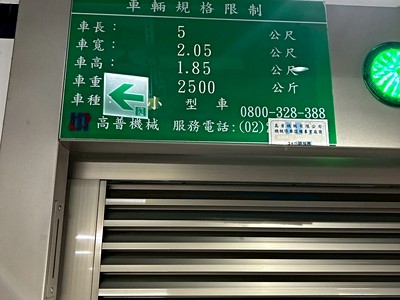 車輛規格限制
車長： 5 公尺
車寬： 2.05 公尺
車高： 1.85 公尺
車重 2500 公斤
車種： 小型車
0800-328-388
高普機械 服務電話:(02)